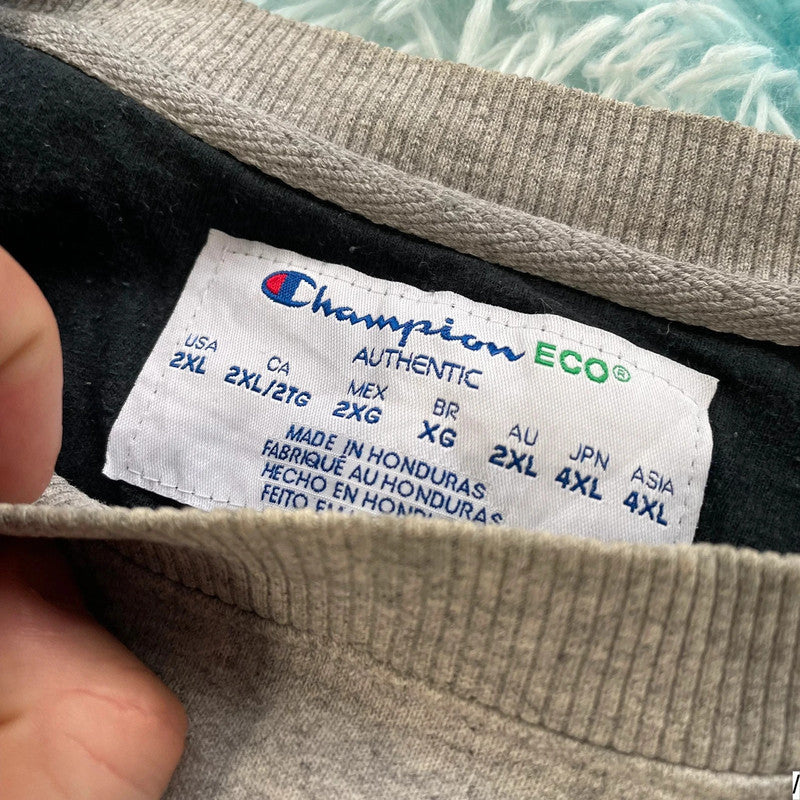 Champion ECO®
AUTHENTIC
USA CA MEX BR AU JPN ASIA
2XL 2XL/2TG 2XG XG 2XL 4XL 4XL
MADE IN HONDURAS
FABRIQUÉ AU HONDURAS
HECHO EN HONDURAS
FEITO